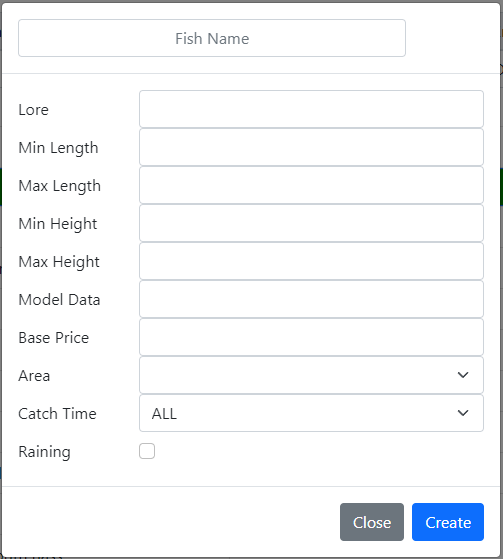 Fish Name
Lore
Min Length
Max Length
Min Height
Max Height
Model Data
Base Price
Area
Catch Time ALL
Raining
Close Create